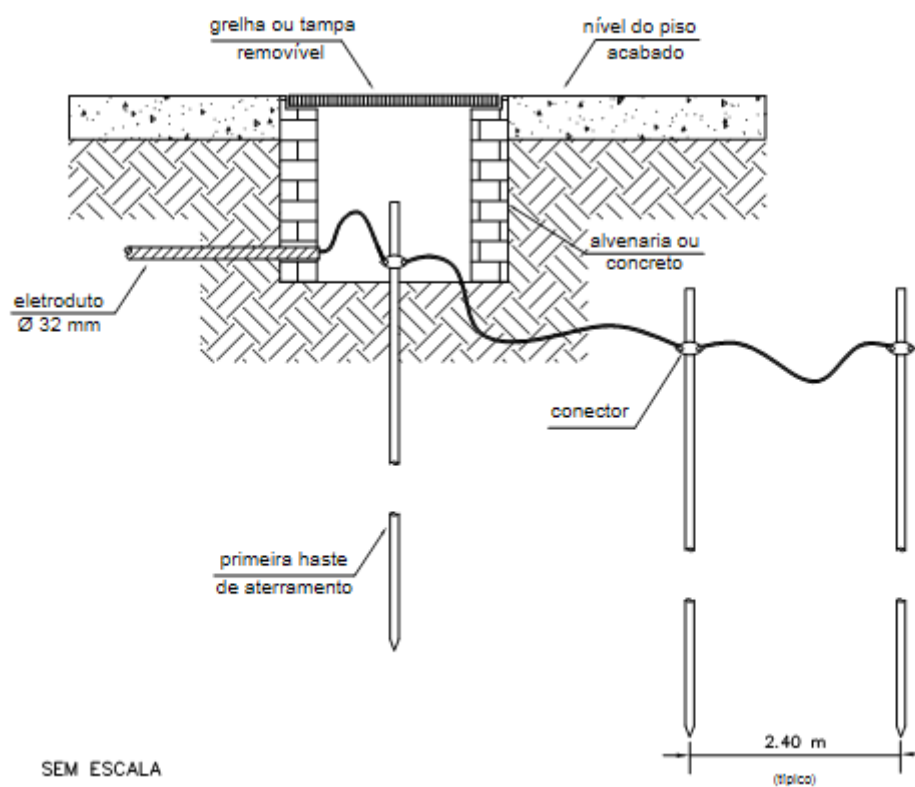 grelha ou tampa
removível
nível do piso
acabado
alvenaria ou
concreto
eletroduto
Ø 32 mm
conector
primeira haste
de aterramento
2.40 m
(típico)
SEM ESCALA